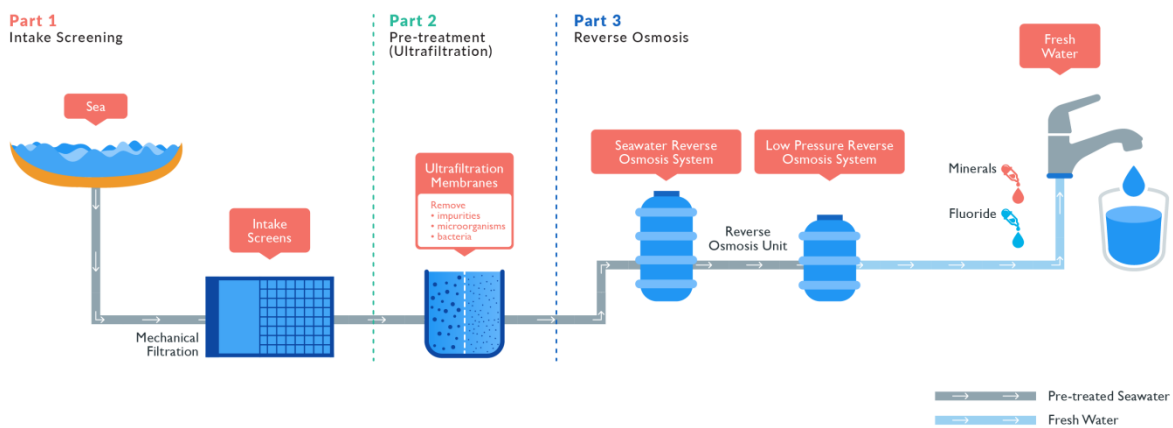 Part 1
Intake Screening
Part 2
Pre-treatment
(Ultrafiltration)
Part 3
Reverse Osmosis
Sea
Intake
Screens
Mechanical
Filtration
Ultrafiltration
Membranes
Remove
• impurities
• microorganisms
• bacteria
Seawater Reverse
Osmosis System
Low Pressure Reverse
Osmosis System
Reverse
Osmosis Unit
Fresh
Water
Minerals
Fluoride
Pre-treated Seawater
Fresh Water